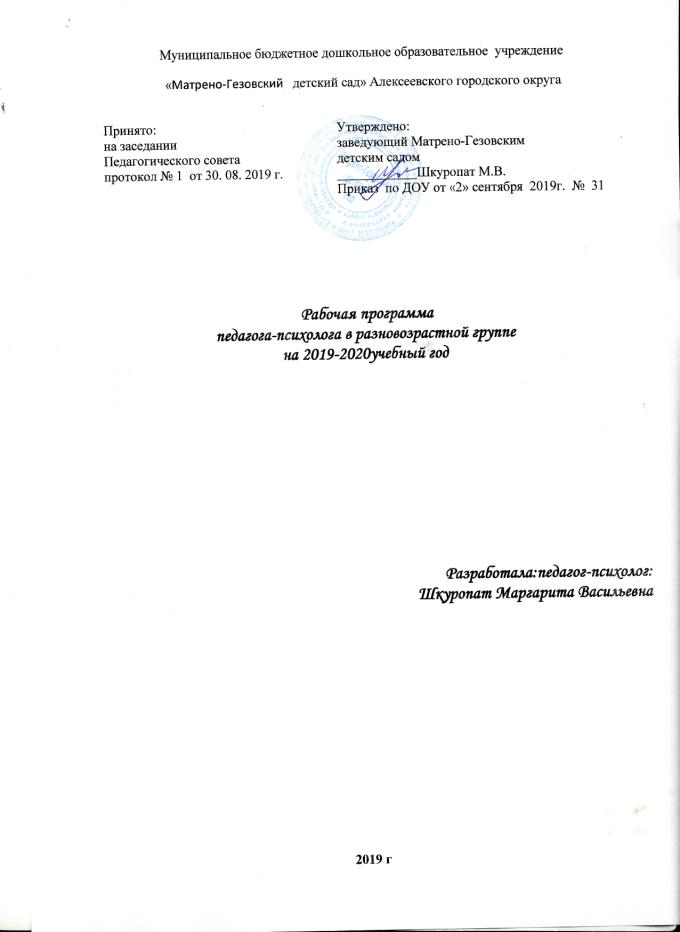 Муниципальное бюджетное дошкольное образовательное учреждение
«Матрено-Гезовский детский сад» Алексеевского городского округа
Принято:
на заседании
Педагогического совета
протокол № 1 от 30. 08. 2019 г.
Утверждено:
заведующий Матрено-Гезовским
детским садом
____________Шкуропат М.В.
Приказ по ДОУ от «2» сентября 2019г. № 31
Рабочая программа
педагога-психолога в разновозрастной группе
на 2019-2020учебный год
Разработала:педагог-психолог:
Шкуропат Маргарита Васильевна
2019 г